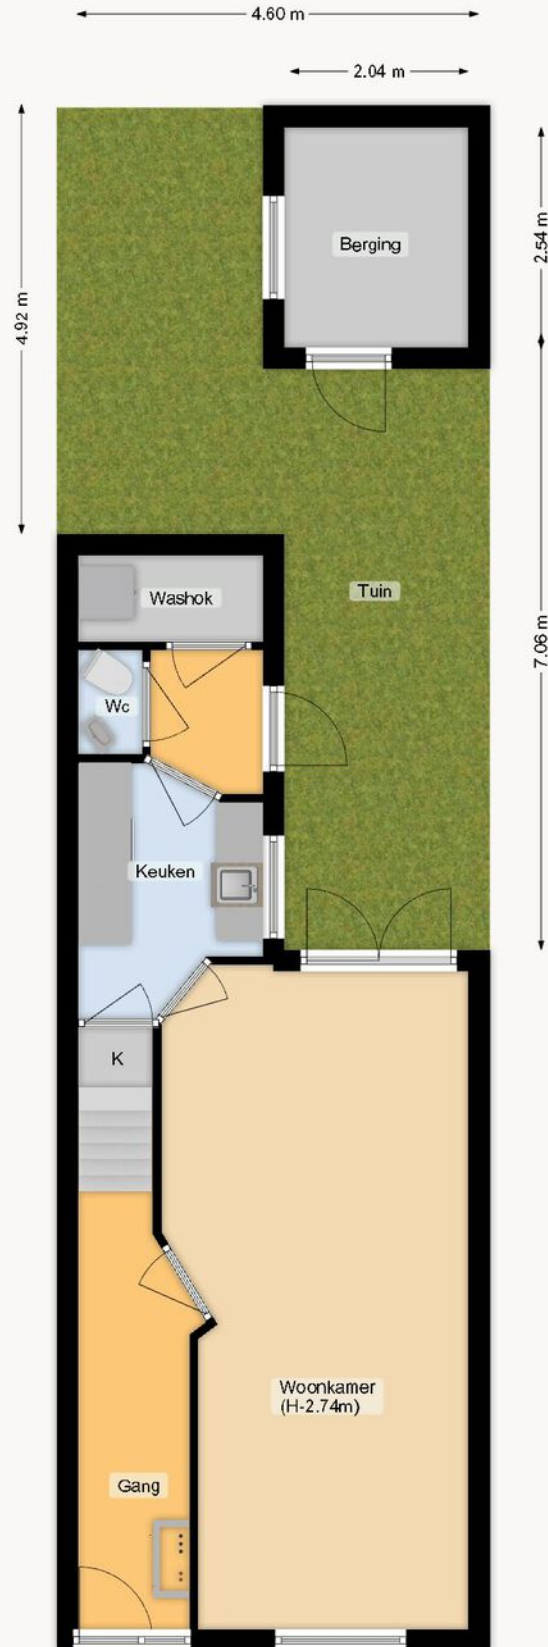 4.60 m
2.04 m
Berging
2.54 m
4.92 m
Tuin
Washok
7.06 m
Wc
Keuken
K
Woonkamer
(H-2.74m)
Gang